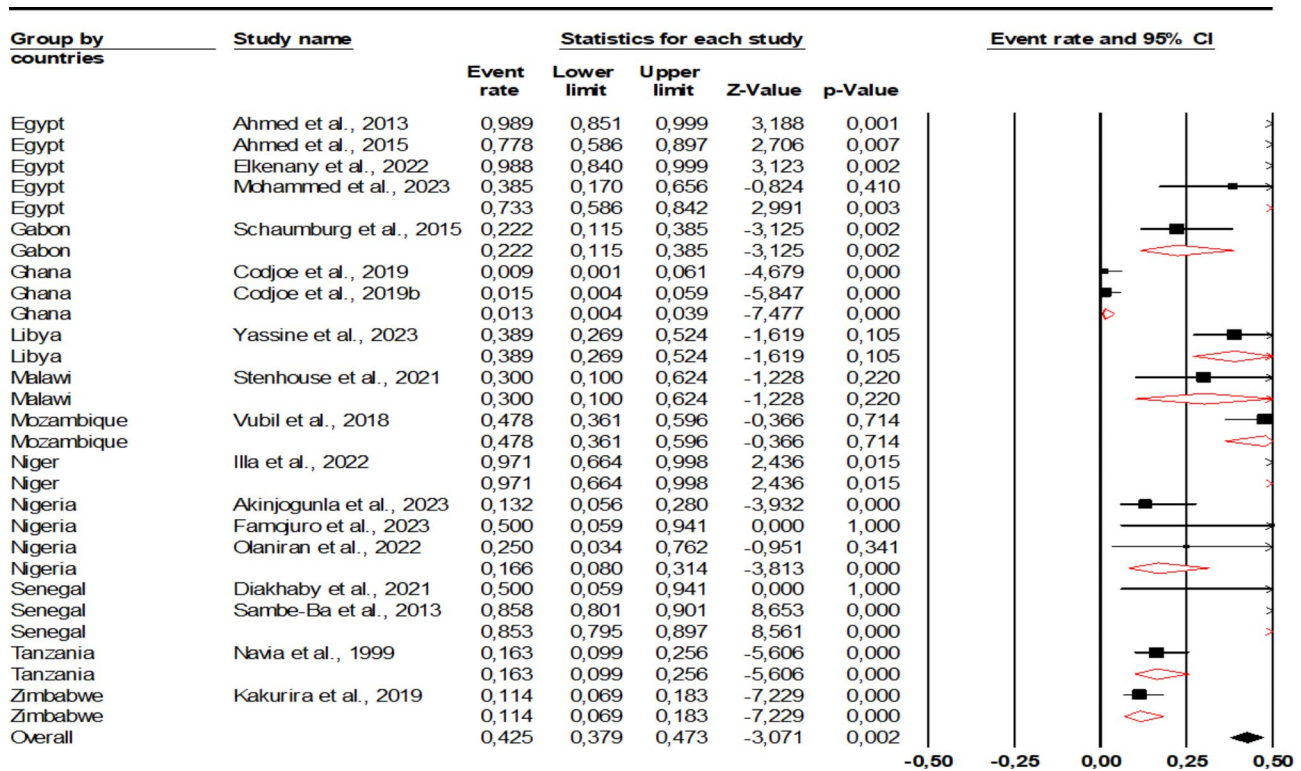 Group by countries Study name Statistics for each study Event rate and 95% CI
Event rate Lower limit Upper limit Z-Value p-Value
Egypt Ahmed et al., 2013 0,989 0,851 0,999 3,188 0,001
Egypt Ahmed et al., 2015 0,778 0,586 0,897 2,706 0,007
Egypt Elkenany et al., 2022 0,988 0,840 0,999 3,123 0,002
Egypt Mohammed et al., 2023 0,385 0,170 0,656 -0,824 0,410
Egypt 0,733 0,586 0,842 2,991 0,003
Gabon Schaumburg et al., 2015 0,222 0,115 0,385 -3,125 0,002
Gabon 0,222 0,115 0,385 -3,125 0,002
Ghana Codjoe et al., 2019 0,009 0,001 0,061 -4,679 0,000
Ghana Codjoe et al., 2019b 0,015 0,004 0,059 -5,847 0,000
Ghana 0,013 0,004 0,039 -7,477 0,000
Libya Yassine et al., 2023 0,389 0,269 0,524 -1,619 0,105
Libya 0,389 0,269 0,524 -1,619 0,105
Malawi Stenhouse et al., 2021 0,300 0,100 0,624 -1,228 0,220
Malawi 0,300 0,100 0,624 -1,228 0,220
Mozambique Vubil et al., 2018 0,478 0,361 0,596 -0,366 0,714
Mozambique 0,478 0,361 0,596 -0,366 0,714
Niger Illa et al., 2022 0,971 0,664 0,998 2,436 0,015
Niger 0,971 0,664 0,998 2,436 0,015
Nigeria Akinjogunla et al., 2023 0,132 0,056 0,280 -3,932 0,000
Nigeria Famojuro et al., 2023 0,500 0,059 0,941 0,000 1,000
Nigeria Olaniran et al., 2022 0,250 0,034 0,762 -0,951 0,341
Nigeria 0,166 0,080 0,314 -3,813 0,000
Senegal Diakhaby et al., 2021 0,500 0,059 0,941 0,000 1,000
Senegal Sambe-Ba et al., 2013 0,858 0,801 0,901 8,653 0,000
Senegal 0,853 0,795 0,897 8,561 0,000
Tanzania Navia et al., 1999 0,163 0,099 0,256 -5,606 0,000
Tanzania 0,163 0,099 0,256 -5,606 0,000
Zimbabwe Kakurira et al., 2019 0,114 0,069 0,183 -7,229 0,000
Zimbabwe 0,114 0,069 0,183 -7,229 0,000
Overall 0,425 0,379 0,473 -3,071 0,002
-0,50 -0,25 0,00 0,25 0,50